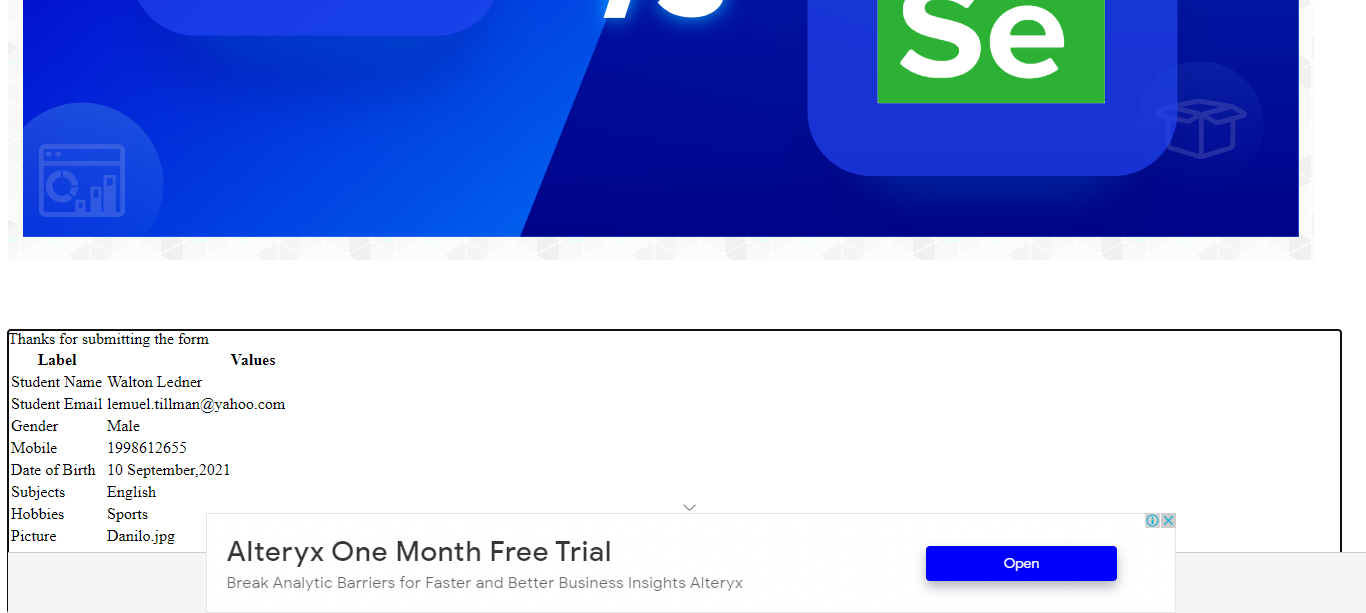 Se
Thanks for submitting the form
Label Values
Student Name Walton Ledner
Student Email lemuel.tillman@yahoo.com
Gender Male
Mobile 1998612655
Date of Birth 10 September,2021
Subjects English
Hobbies Sports
Picture Danilo.jpg
Alteryx One Month Free Trial
Break Analytic Barriers for Faster and Better Business Insights Alteryx
Open